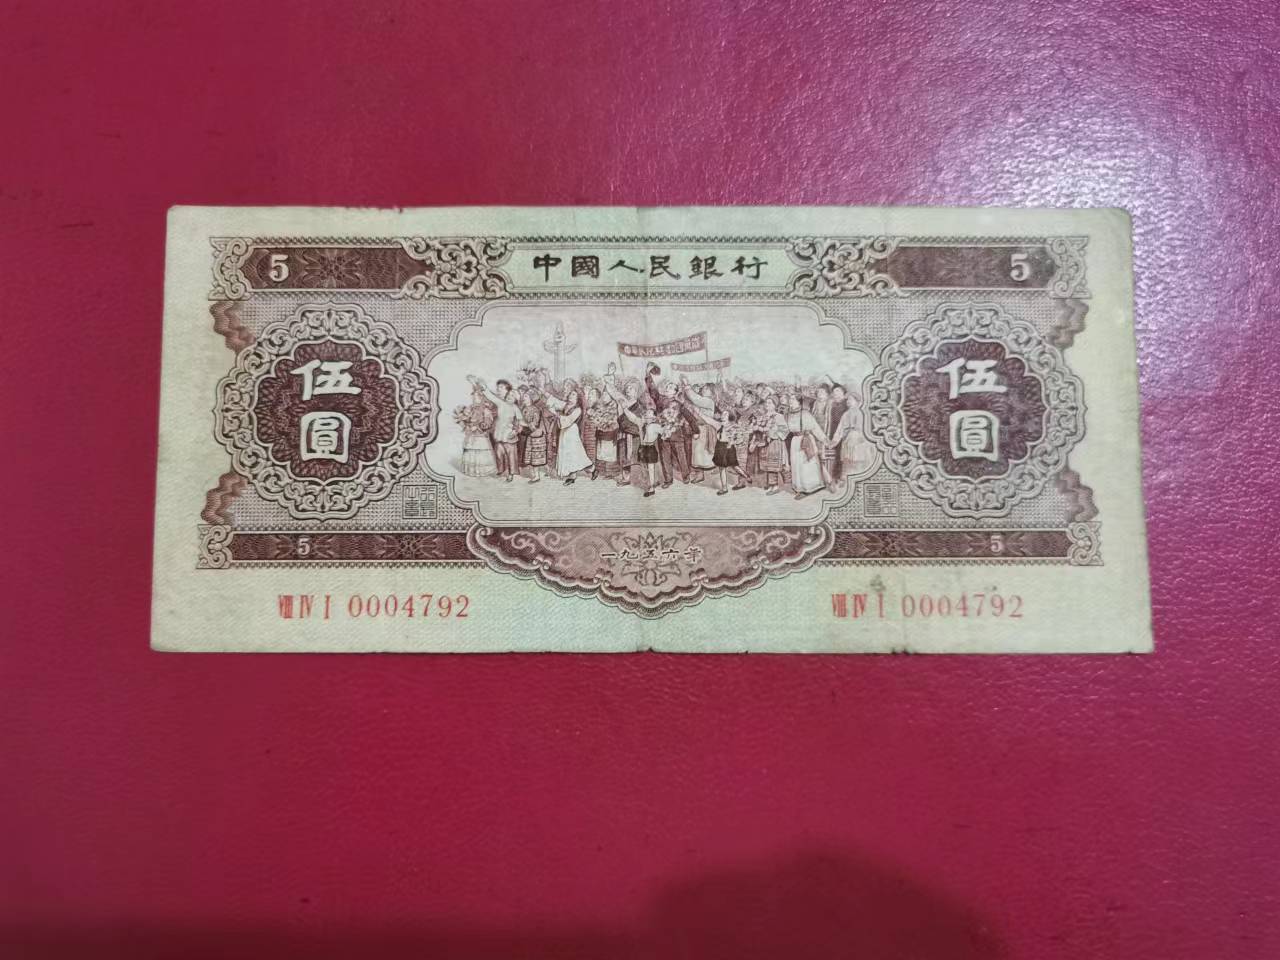 5 中國人民銀行 5
伍圓 伍圓
5 一九五六年 5
Ⅷ Ⅳ Ⅰ 0004792 Ⅷ Ⅳ Ⅰ 0004792